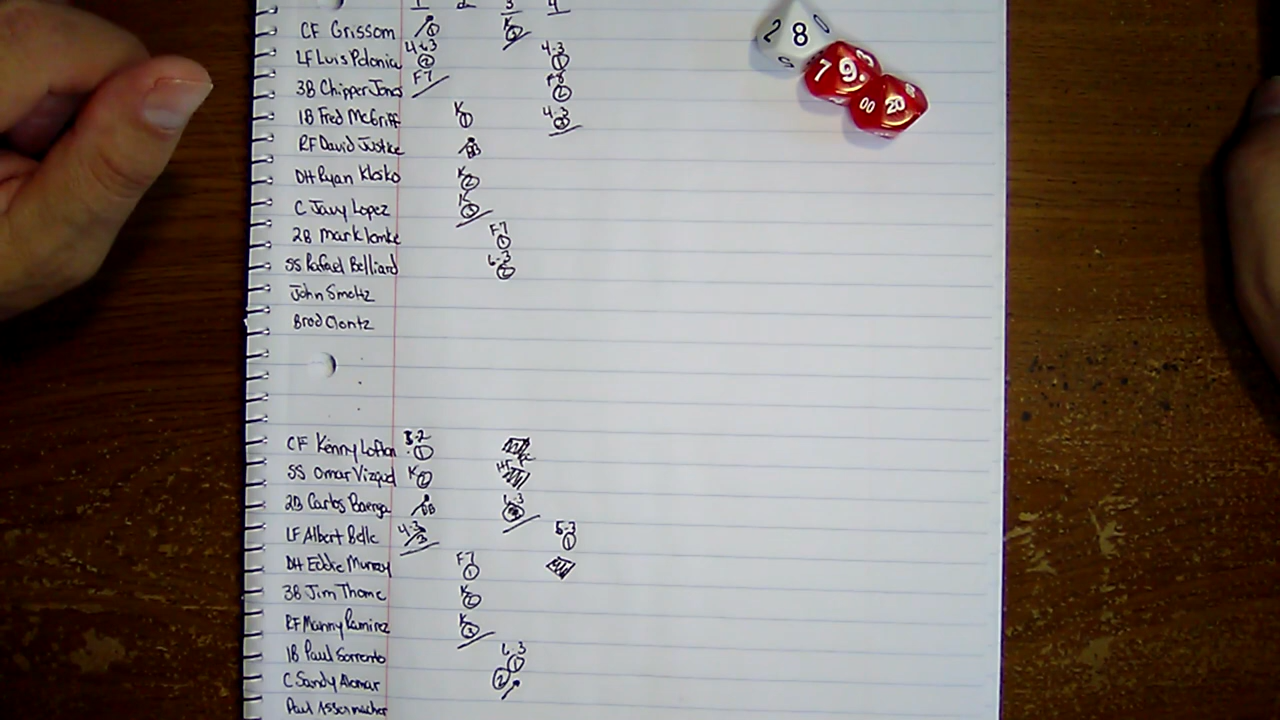 1 2 3 4
CF Grissom K
LF Luis Polonia 4-3 4-3
3B Chipper Jones F7 F8
1B Fred McGriff K 4-3
RF David Justice BB
DH Ryan Klesko K
C Javy Lopez K
2B Mark Lemke F-7
SS Rafael Belliard 6-3
John Smoltz
Brad Clontz
CF Kenny Lofton
SS Omar Vizquel K
2B Carlos Baerga BB 6-3
LF Albert Belle 4-3 5-3
DH Eddie Murray F7
3B Jim Thome K
RF Manny Ramirez K
1B Paul Sorrento 6-3
C Sandy Alomar
Paul Assenmacher
2 8 0
7 9.
00 20